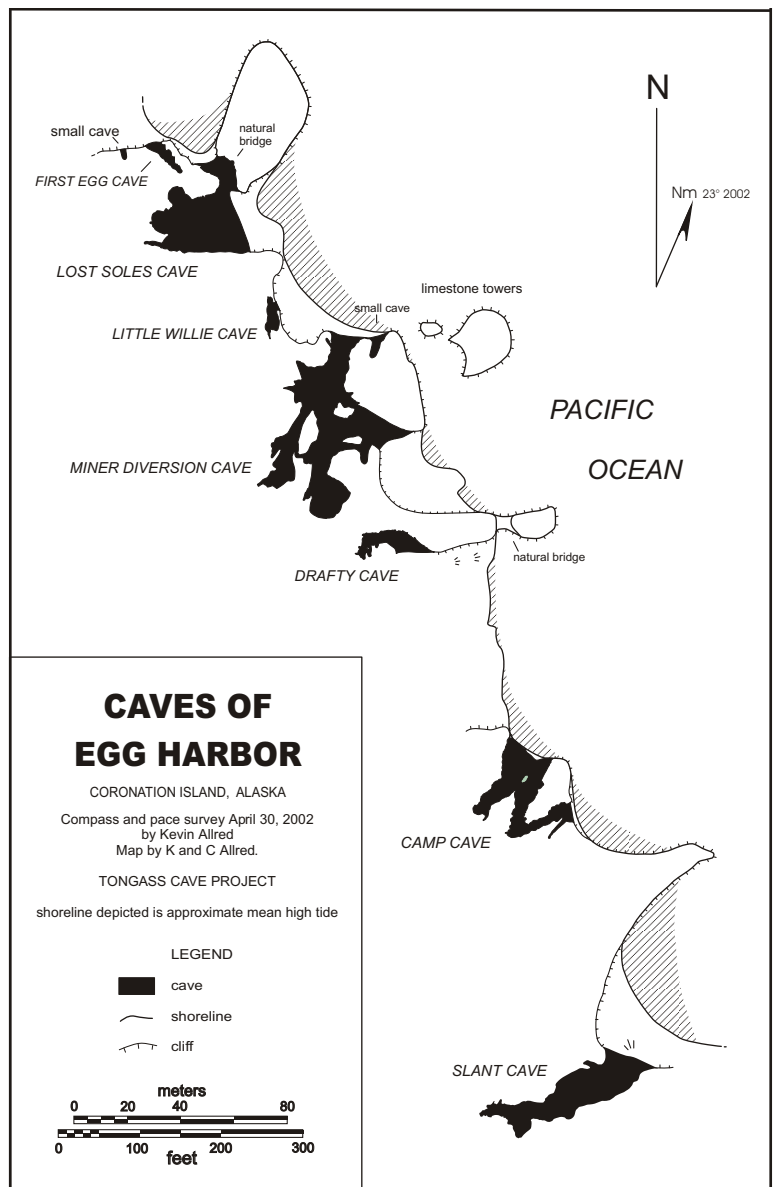 N
Nm 23° 2002
natural
bridge
small cave
FIRST EGG CAVE
LOST SOLES CAVE
limestone towers
small cave
LITTLE WILLIE CAVE
PACIFIC
OCEAN
MINER DIVERSION CAVE
natural bridge
DRAFTY CAVE
CAMP CAVE
SLANT CAVE
CAVES OF
EGG HARBOR
CORONATION ISLAND, ALASKA
Compass and pace survey April 30, 2002
by Kevin Allred
Map by K and C Allred.
TONGASS CAVE PROJECT
shoreline depicted is approximate mean high tide
LEGEND
cave
shoreline
cliff
meters
0 20 40 80
0 100 200 300
feet